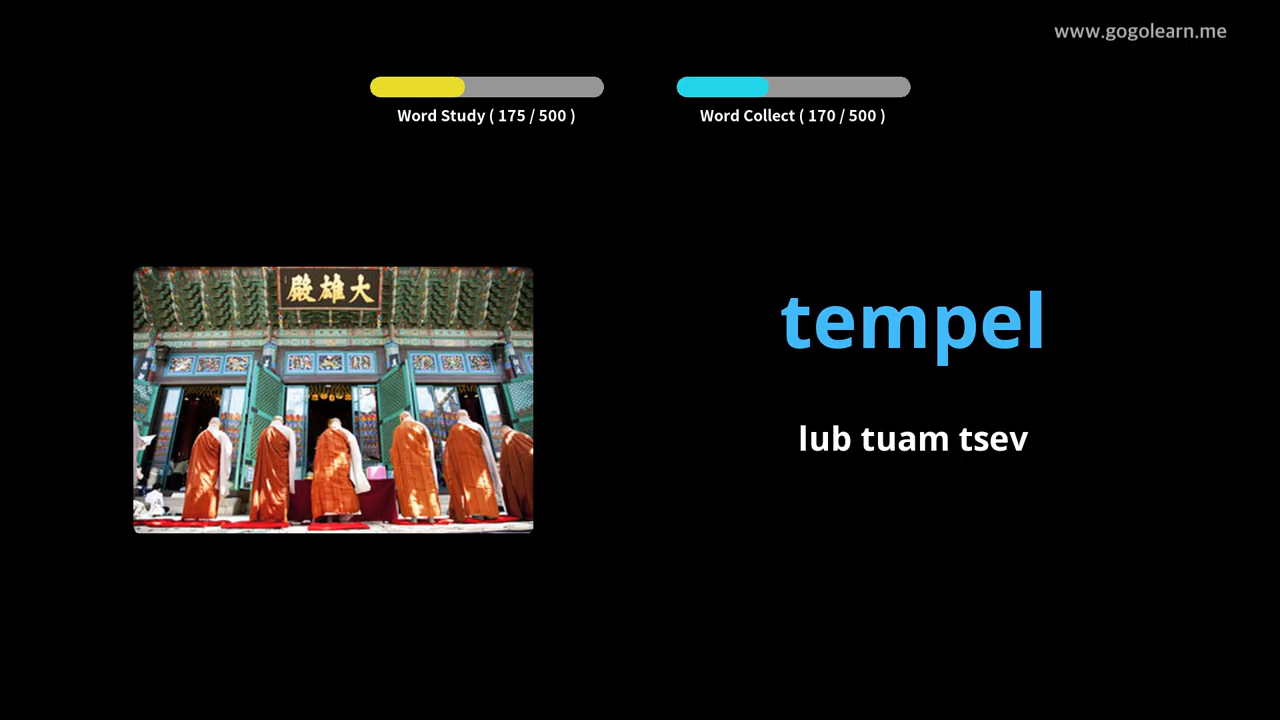 www.gogolearn.me
Word Study ( 175 / 500 )
Word Collect ( 170 / 500 )
殿雄大
tempel
lub tuam tsev